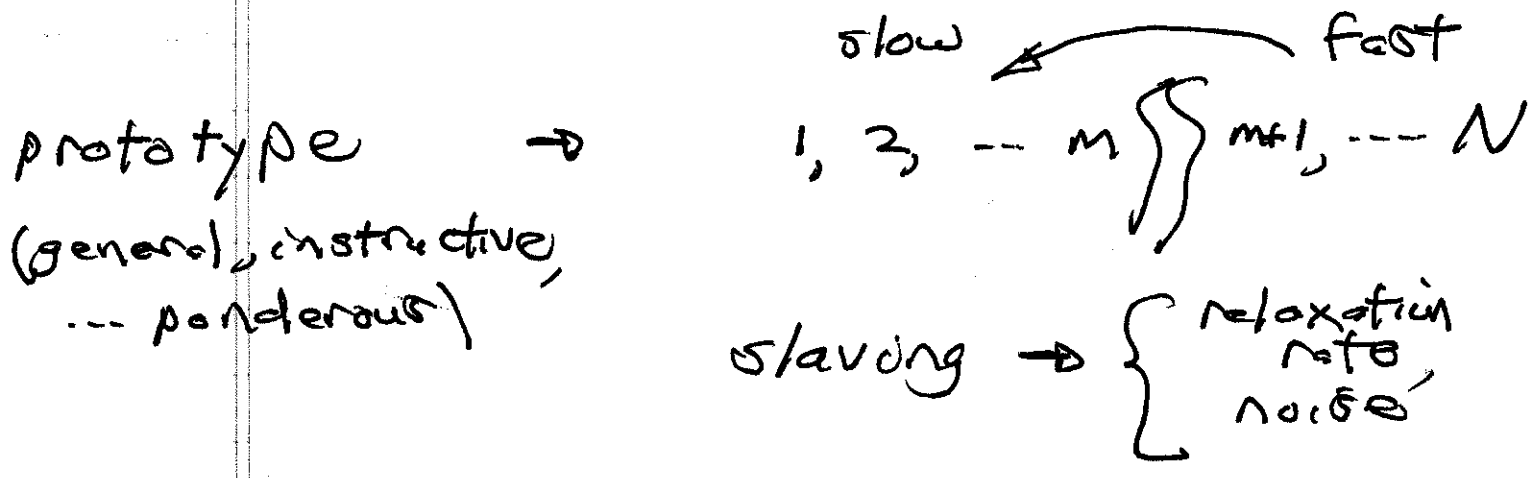 slow fast
prototype → 1, 2, --- m m+1, ---- N
(general, instructive,
--- ponderous)
slaving → { relaxation
rate,
noise